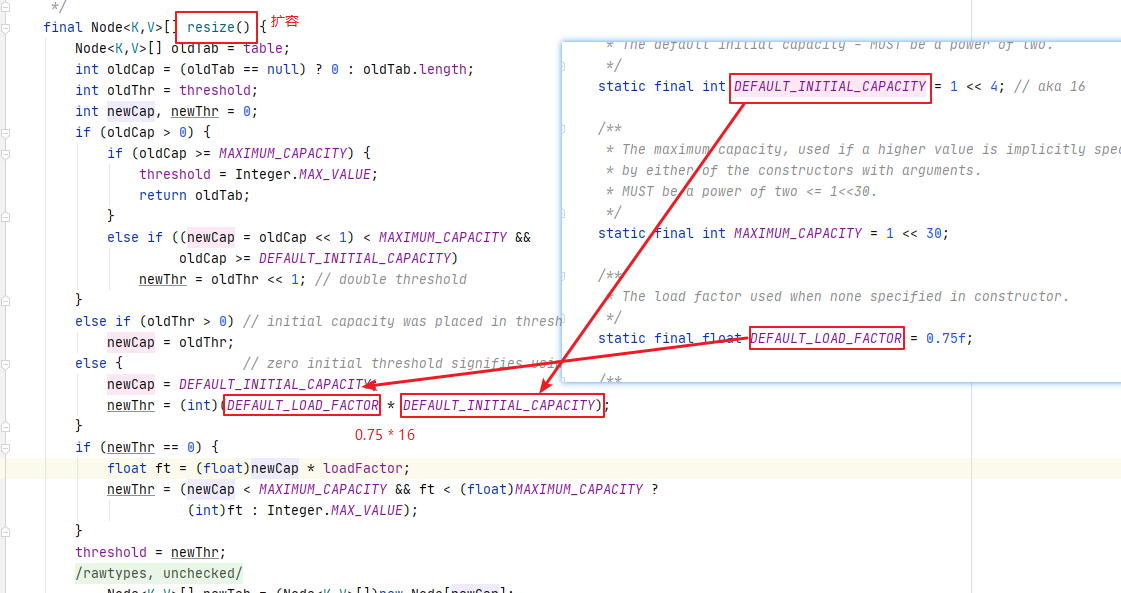 */
final Node<K,V>[] resize() { 扩容
Node<K,V>[] oldTab = table;
int oldCap = (oldTab == null) ? 0 : oldTab.length;
int oldThr = threshold;
int newCap, newThr = 0;
if (oldCap > 0) {
if (oldCap >= MAXIMUM_CAPACITY) {
threshold = Integer.MAX_VALUE;
return oldTab;
}
else if ((newCap = oldCap << 1) < MAXIMUM_CAPACITY &&
oldCap >= DEFAULT_INITIAL_CAPACITY)
newThr = oldThr << 1; // double threshold
}
else if (oldThr > 0) // initial capacity was placed in thresh
newCap = oldThr;
else { // zero initial threshold signifies usin
newCap = DEFAULT_INITIAL_CAPACITY;
newThr = (int)(DEFAULT_LOAD_FACTOR * DEFAULT_INITIAL_CAPACITY);
}
0.75 * 16
if (newThr == 0) {
float ft = (float)newCap * loadFactor;
newThr = (newCap < MAXIMUM_CAPACITY && ft < (float)MAXIMUM_CAPACITY ?
(int)ft : Integer.MAX_VALUE);
}
threshold = newThr;
/rawtypes, unchecked/
Node<K,V>[] newTab = (Node<K,V>[])new Node[newCap];
* The default initial capacity - MUST be a power of two.
*/
static final int DEFAULT_INITIAL_CAPACITY = 1 << 4; // aka 16
/**
* The maximum capacity, used if a higher value is implicitly spec
* by either of the constructors with arguments.
* MUST be a power of two <= 1<<30.
*/
static final int MAXIMUM_CAPACITY = 1 << 30;
/**
* The load factor used when none specified in constructor.
*/
static final float DEFAULT_LOAD_FACTOR = 0.75f;
/**